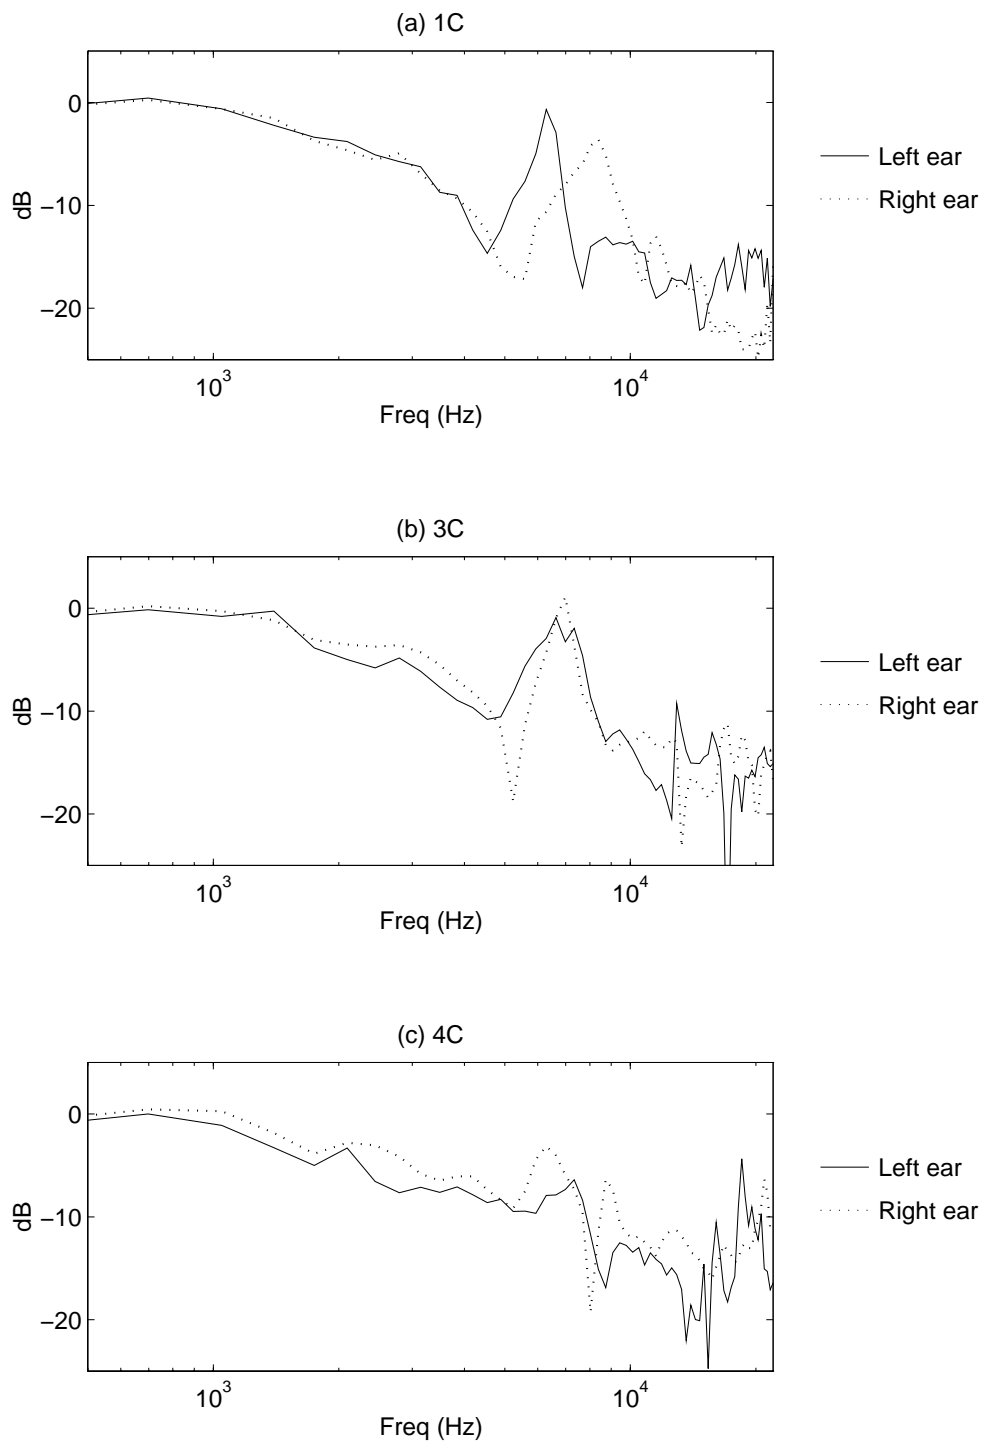 (a) 1C
0
−10
−20
dB
10^3
10^4
Freq (Hz)
Left ear
Right ear
(b) 3C
0
−10
−20
dB
10^3
10^4
Freq (Hz)
Left ear
Right ear
(c) 4C
0
−10
−20
dB
10^3
10^4
Freq (Hz)
Left ear
Right ear